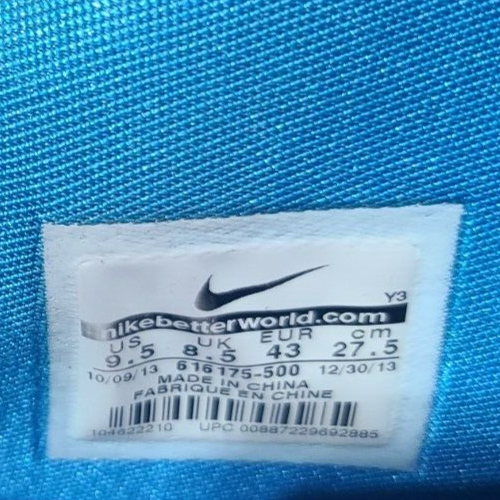 Y3
nikebetterworld.com
US UK EUR cm
9.5 8.5 43 27.5
10/09/13 616175-500 12/30/13
MADE IN CHINA
FABRIQUE EN CHINE
104622210 UPC 00887229692885